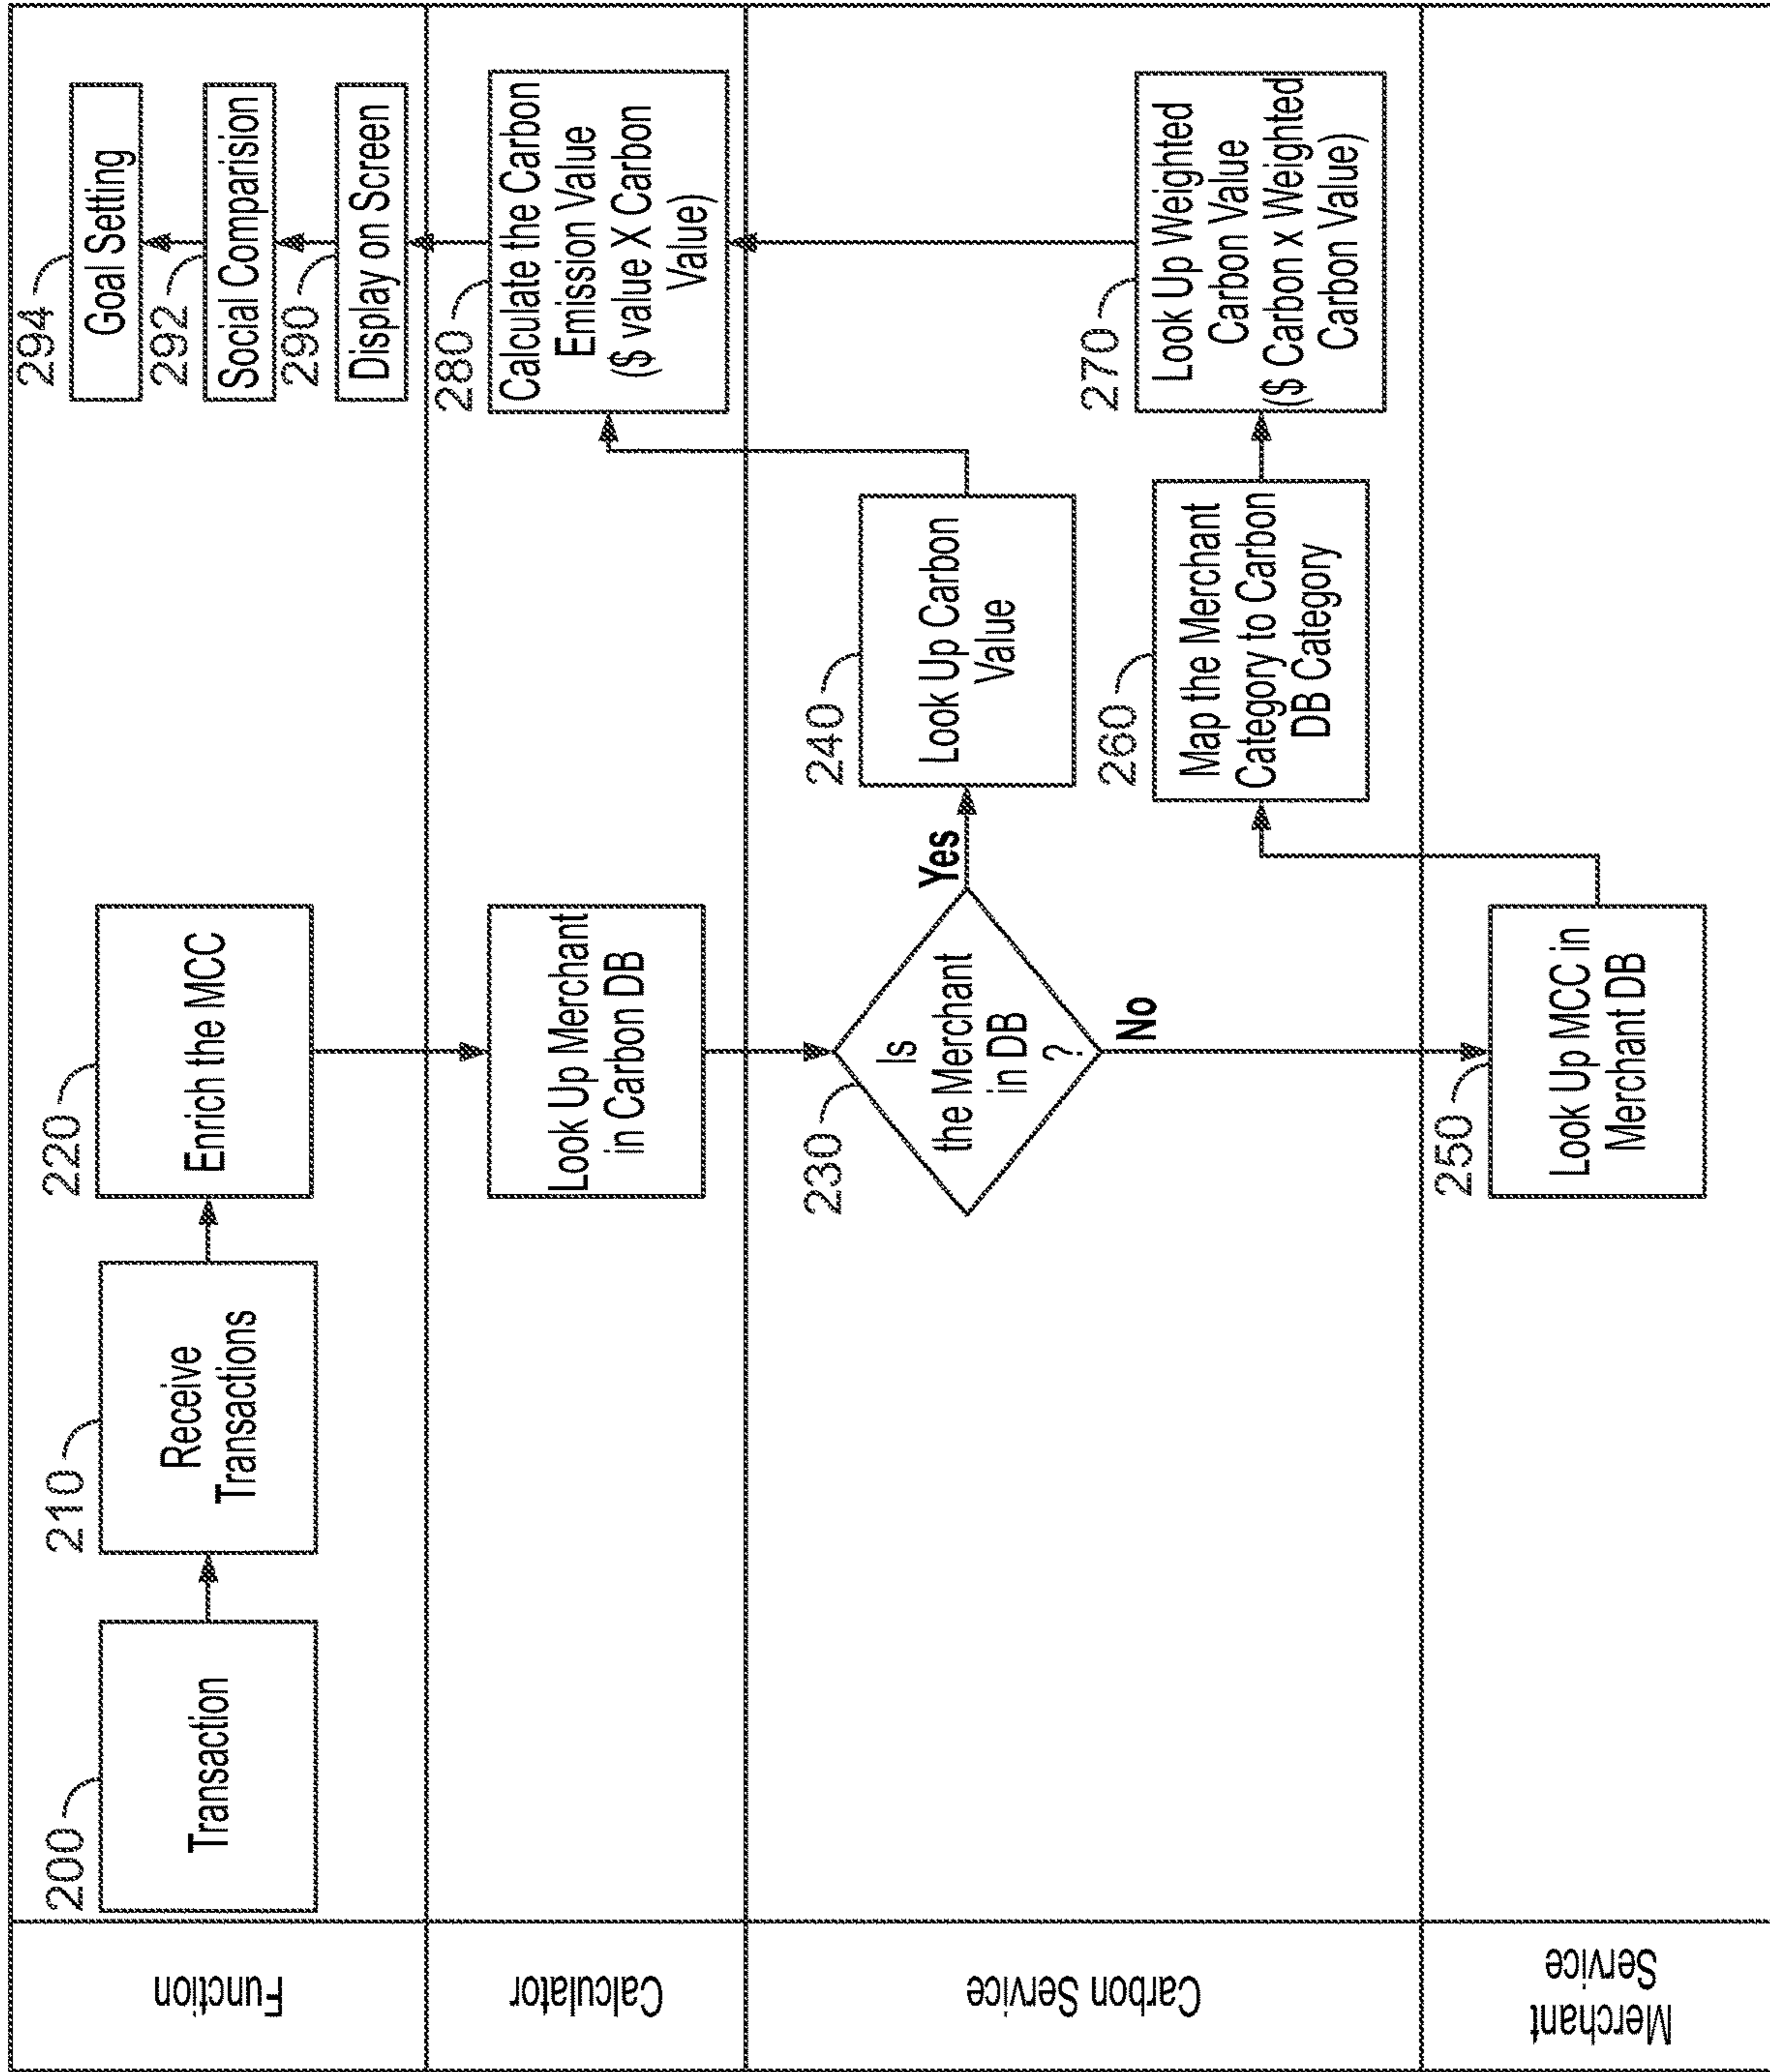 Function
200
Transaction
210
Receive
Transactions
220
Enrich the MCC
294
Goal Setting
292
Social Comparision
290
Display on Screen
Calculator
Look Up Merchant
in Carbon DB
280
Calculate the Carbon
Emission Value
($ value X Carbon
Value)
Carbon Service
230
Is
the Merchant
in DB
?
Yes
No
240
Look Up Carbon
Value
260
Map the Merchant
Category to Carbon
DB Category
270
Look Up Weighted
Carbon Value
($ Carbon x Weighted
Carbon Value)
Merchant
Service
250
Look Up MCC in
Merchant DB